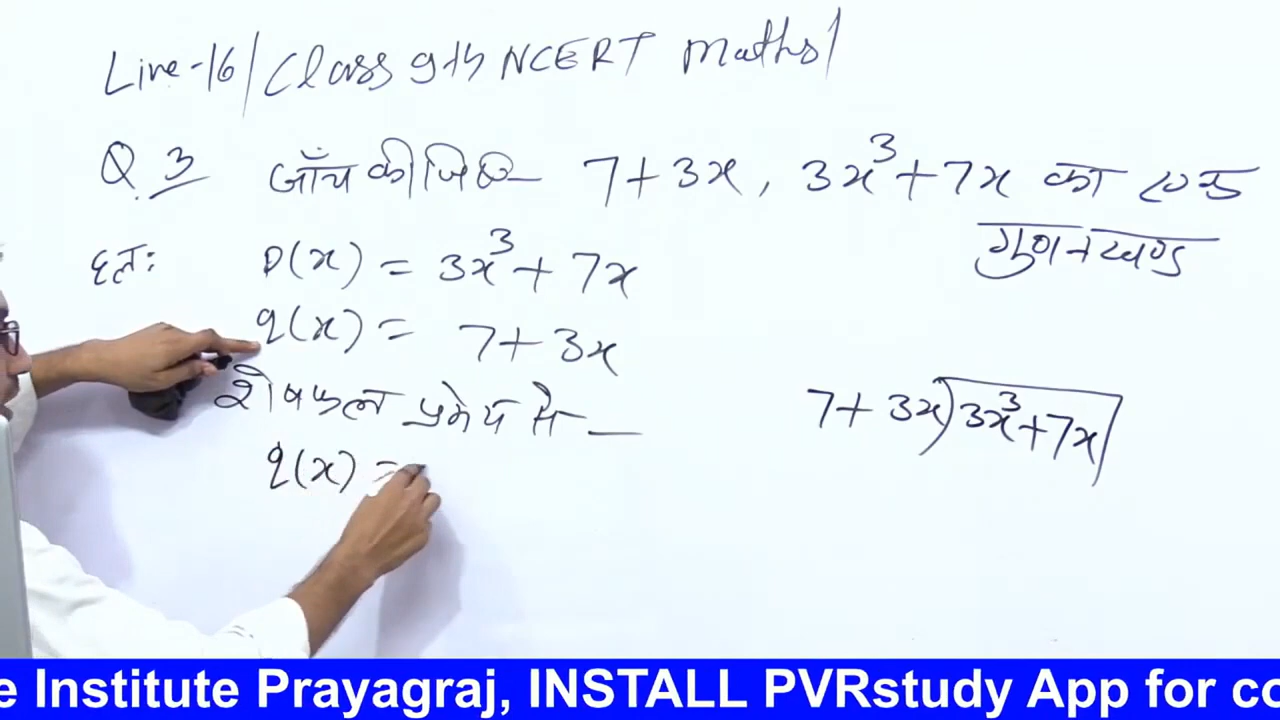 Live-16/Class 9th NCERT Maths/
Q.3 जाँच कीजिए 7+3x, 3x³+7x का एक
गुणनखण्ड
हल:
p(x) = 3x³+7x
q(x) = 7+3x
शेषफल प्रमेय से —
q(x) =
7+3x)3x³+7x
e Institute Prayagraj, INSTALL PVRstudy App for co